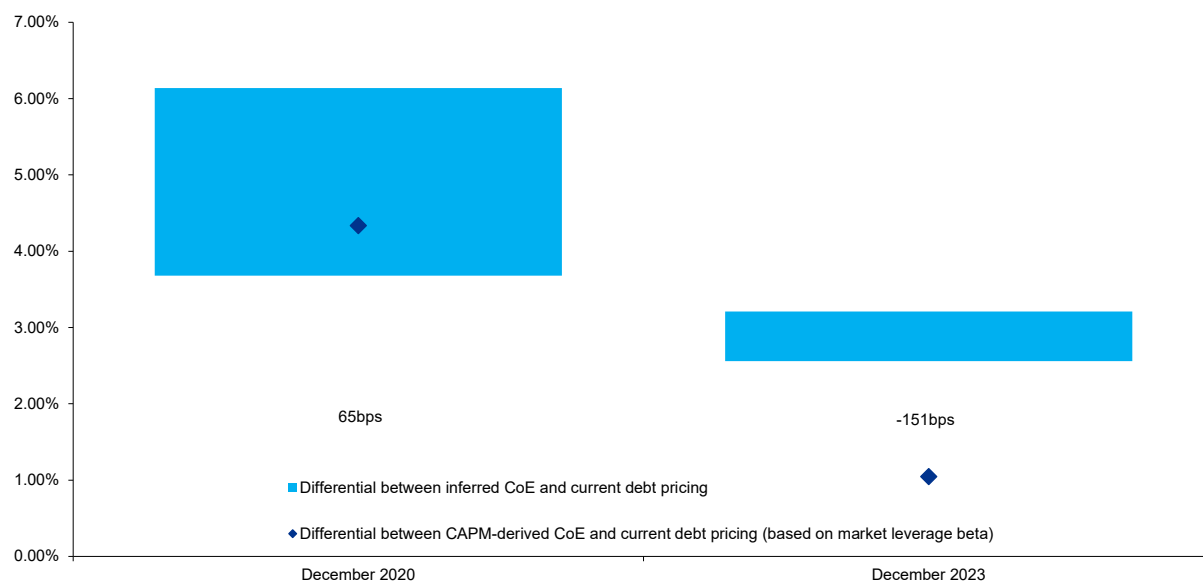 7.00%
6.00%
5.00%
4.00%
3.00%
2.00%
1.00%
0.00%
65bps
-151bps
Differential between inferred CoE and current debt pricing
Differential between CAPM-derived CoE and current debt pricing (based on market leverage beta)
December 2020
December 2023